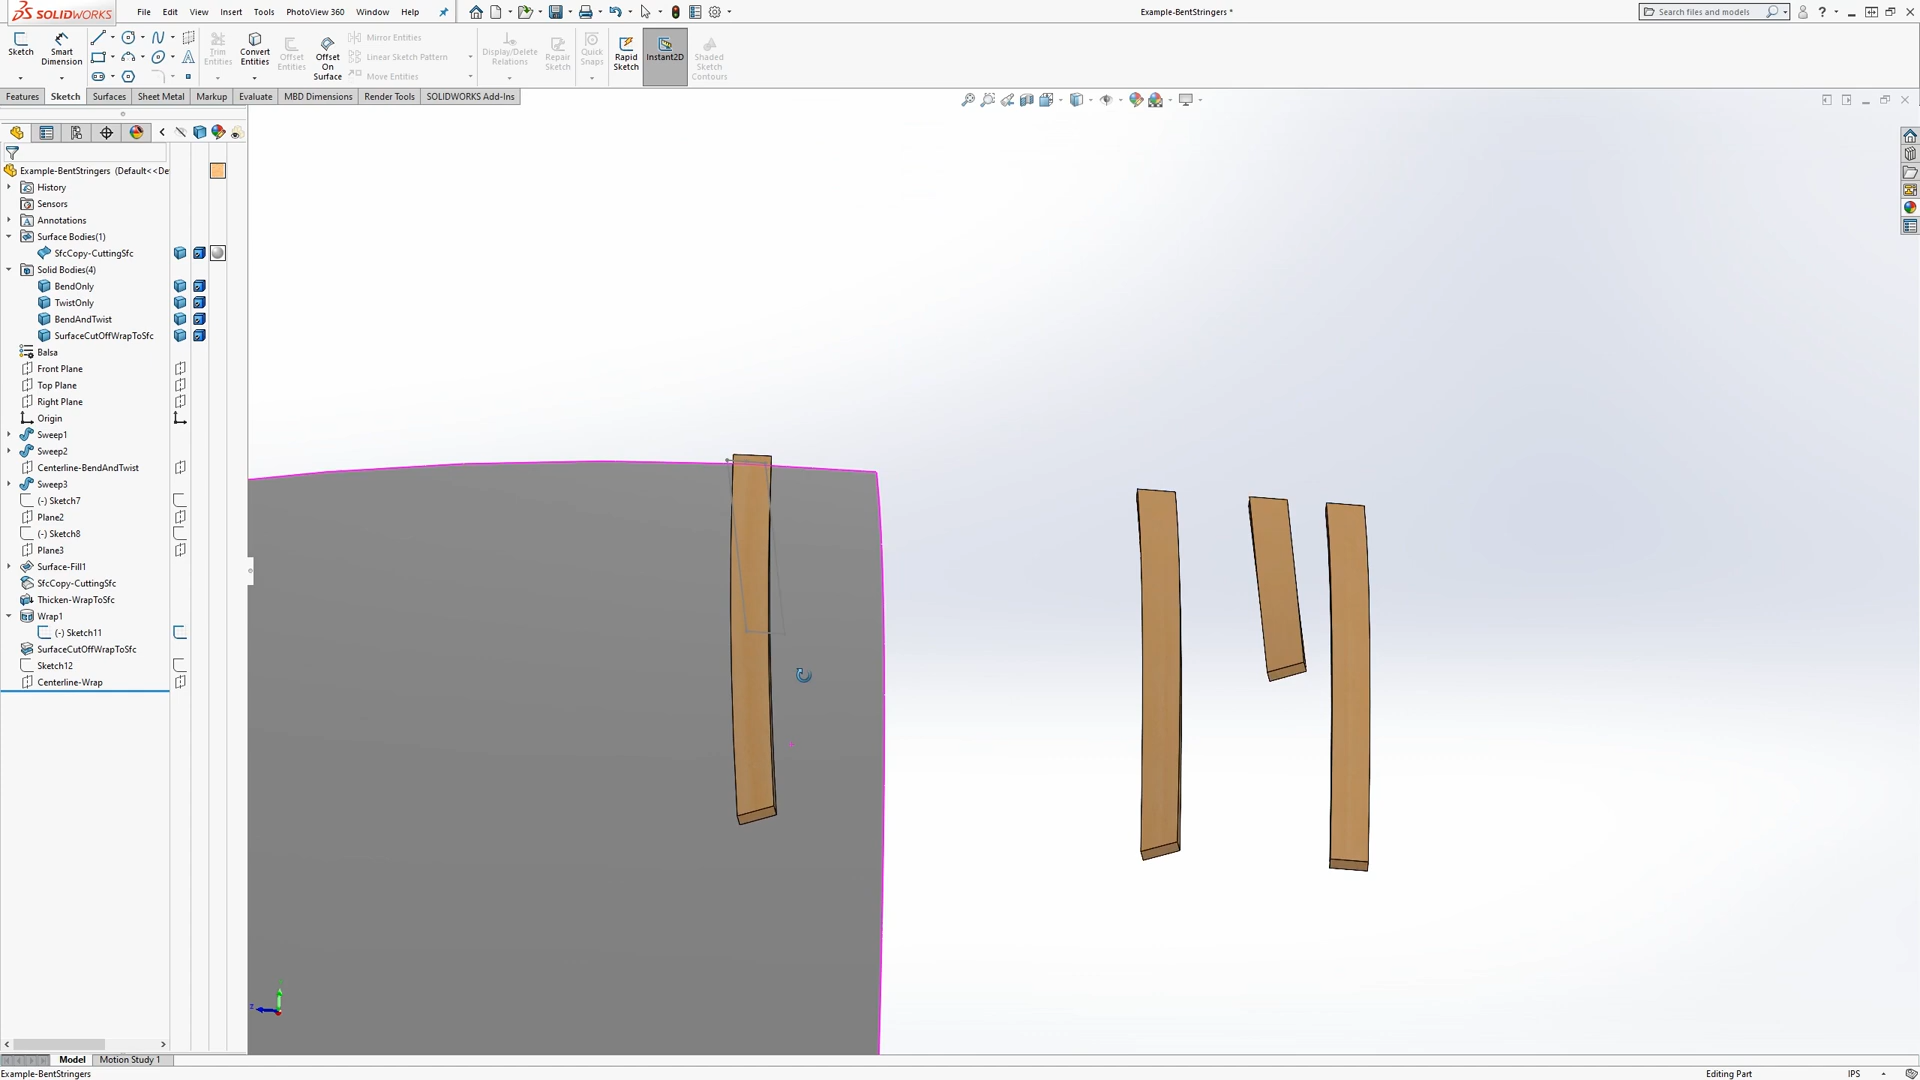 SOLIDWORKS File Edit View Insert Tools PhotoView 360 Window Help Example-BentStringers * Search files and models ?
Sketch Smart Dimension Trim Entities Convert Entities Offset Entities Offset On Surface Mirror Entities Linear Sketch Pattern Move Entities Display/Delete Relations Repair Sketch Quick Snaps Rapid Sketch Instant2D Shaded Sketch Contours
Features Sketch Surfaces Sheet Metal Markup Evaluate MBD Dimensions Render Tools SOLIDWORKS Add-Ins
Example-BentStringers (Default<<De
History
Sensors
Annotations
Surface Bodies(1)
SfcCopy-CuttingSfc
Solid Bodies(4)
BendOnly
TwistOnly
BendAndTwist
SurfaceCutOffWrapToSfc
Balsa
Front Plane
Top Plane
Right Plane
Origin
Sweep1
Sweep2
Centerline-BendAndTwist
Sweep3
(-) Sketch7
Plane2
(-) Sketch8
Plane3
Surface-Fill1
SfcCopy-CuttingSfc
Thicken-WrapToSfc
Wrap1
(-) Sketch11
SurfaceCutOffWrapToSfc
Sketch12
Centerline-Wrap
Z
Model Motion Study 1
Example-BentStringers Editing Part IPS